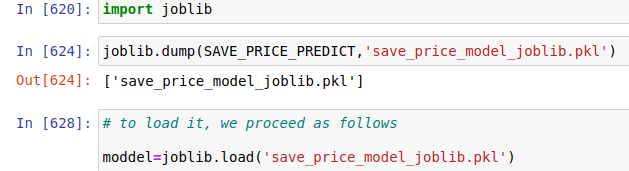 In [620]: import joblib
In [624]: joblib.dump(SAVE_PRICE_PREDICT,'save_price_model_joblib.pkl')
Out[624]: ['save_price_model_joblib.pkl']
In [628]: # to load it, we proceed as follows
moddel=joblib.load('save_price_model_joblib.pkl')